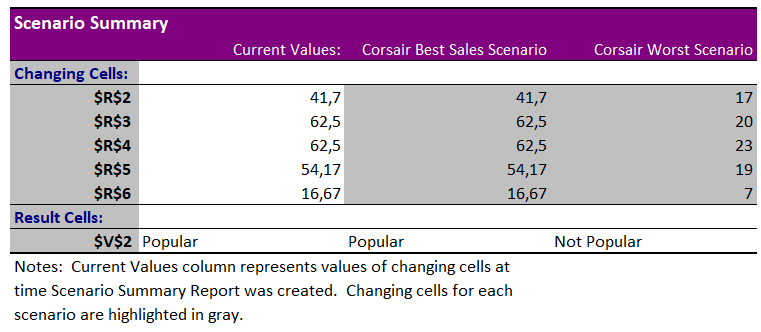 Scenario Summary
Current Values: Corsair Best Sales Scenario Corsair Worst Scenario
Changing Cells:
$R$2 41,7 41,7 17
$R$3 62,5 62,5 20
$R$4 62,5 62,5 23
$R$5 54,17 54,17 19
$R$6 16,67 16,67 7
Result Cells:
$V$2 Popular Popular Not Popular
Notes: Current Values column represents values of changing cells at
time Scenario Summary Report was created. Changing cells for each
scenario are highlighted in gray.